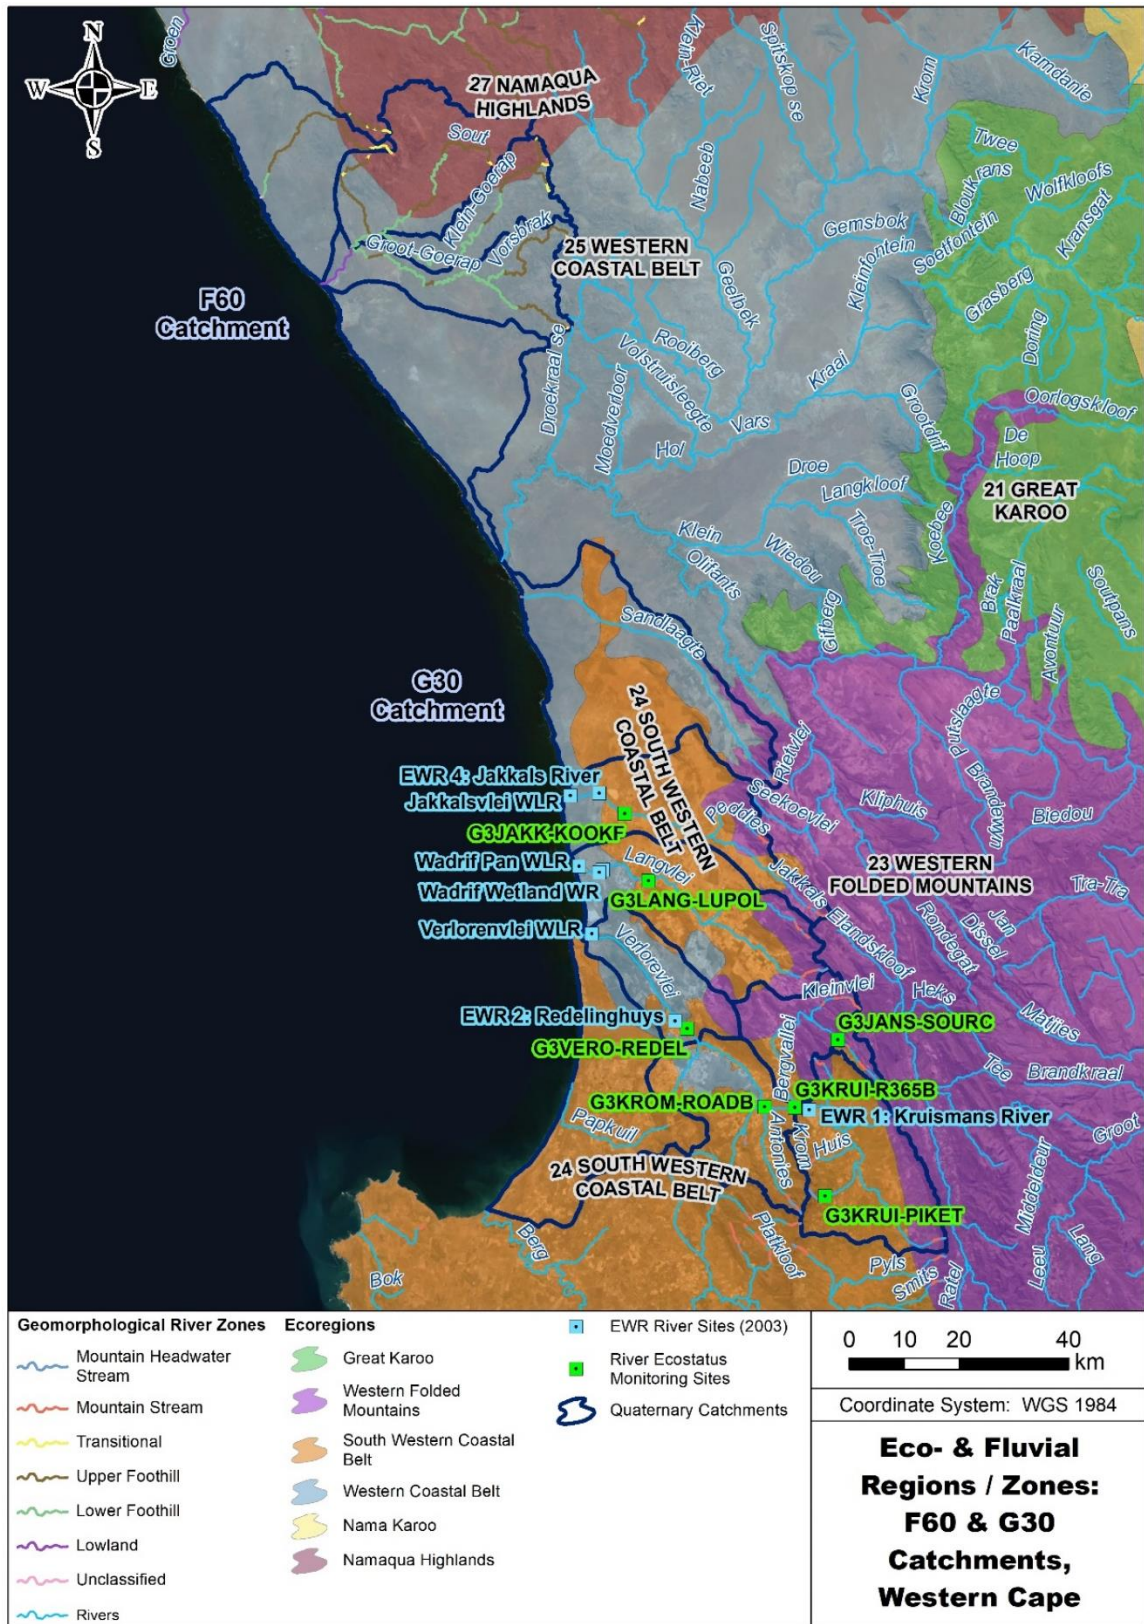 N
W
E
S
Groen
27 NAMAQUA
HIGHLANDS
Sout
Klein-Goerap
Groot-Goerap
Vorsbrak
25 WESTERN
COASTAL BELT
F60
Catchment
Klein-Riet
Spitskop se
Krom
Kamdanie
Nabeeb
Twee
Bloukrans
Wolfkloofs
Kransgat
Gemsbok
Kleinfontein
Soelfontein
Geelbek
Grasberg
Doring
Droekraal se
Rooiberg
Volstruisleegte
Moedverloor
Kraai
Vars
Hol
Grootdrif
Oorlogskloof
De
Hoop
Droe
Langkloof
21 GREAT
KAROO
Koebee
Klein
Troe-Troe
Wiedou
Olifants
Giftberg
Brak
Paalkraal
Avontuur
Soutpans
Sandlaagte
G30
Catchment
24 SOUTH WESTERN
COASTAL BELT
Putslaagte
Rietvlei
EWR 4: Jakkals River
Jakkalsvlei WLR
G3JAKK-KOOKF
Peddies
Seekoevlei
Kliphuis
Brandewyn
Biedou
Wadrif Pan WLR
Langvlei
Wadrif Wetland WR
G3LANG-LUPOL
Jakkals
23 WESTERN
FOLDED MOUNTAINS
Tra-Tra
Verlorenvlei WLR
Verlorevlei
Elandskloof
Rondegat
Dissel
Jan
Kleinvlei
Heks
Matjies
EWR 2: Redelinghuys
G3VERO-REDEL
G3JANS-SOURC
Bergvallei
Tee
Brandkraal
G3KROM-ROADB
G3KRUI-R365B
EWR 1: Kruismans River
Groot
Papkuil
Antonies
Krom
Huis
24 SOUTH WESTERN
COASTAL BELT
G3KRUI-PIKET
Middeldeur
Berg
Platkloof
Pyls
Smits
Ratel
Leeu
Lang
Bok
Geomorphological River Zones
Mountain Headwater
Stream
Mountain Stream
Transitional
Upper Foothill
Lower Foothill
Lowland
Unclassified
Rivers
Ecoregions
Great Karoo
Western Folded
Mountains
South Western Coastal
Belt
Western Coastal Belt
Nama Karoo
Namaqua Highlands
EWR River Sites (2003)
River Ecostatus
Monitoring Sites
Quaternary Catchments
0 10 20 40
km
Coordinate System: WGS 1984
Eco- & Fluvial
Regions / Zones:
F60 & G30
Catchments,
Western Cape